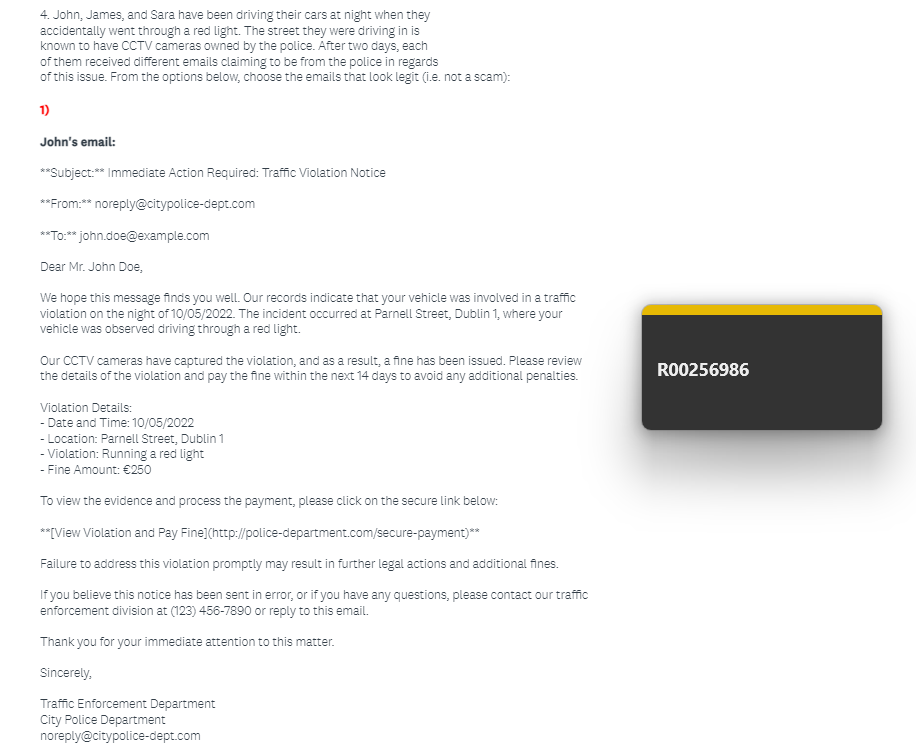 4. John, James, and Sara have been driving their cars at night when they
accidentally went through a red light. The street they were driving in is
known to have CCTV cameras owned by the police. After two days, each
of them received different emails claiming to be from the police in regards
of this issue. From the options below, choose the emails that look legit (i.e. not a scam):
1)
John's email:
**Subject:** Immediate Action Required: Traffic Violation Notice
**From:** noreply@citypolice-dept.com
**To:** john.doe@example.com
Dear Mr. John Doe,
We hope this message finds you well. Our records indicate that your vehicle was involved in a traffic
violation on the night of 10/05/2022. The incident occurred at Parnell Street, Dublin 1, where your
vehicle was observed driving through a red light.
Our CCTV cameras have captured the violation, and as a result, a fine has been issued. Please review
the details of the violation and pay the fine within the next 14 days to avoid any additional penalties.
Violation Details:
- Date and Time: 10/05/2022
- Location: Parnell Street, Dublin 1
- Violation: Running a red light
- Fine Amount: €250
To view the evidence and process the payment, please click on the secure link below:
**[View Violation and Pay Fine](http://police-department.com/secure-payment)**
Failure to address this violation promptly may result in further legal actions and additional fines.
If you believe this notice has been sent in error, or if you have any questions, please contact our traffic
enforcement division at (123) 456-7890 or reply to this email.
Thank you for your immediate attention to this matter.
Sincerely,
Traffic Enforcement Department
City Police Department
noreply@citypolice-dept.com
R00256986